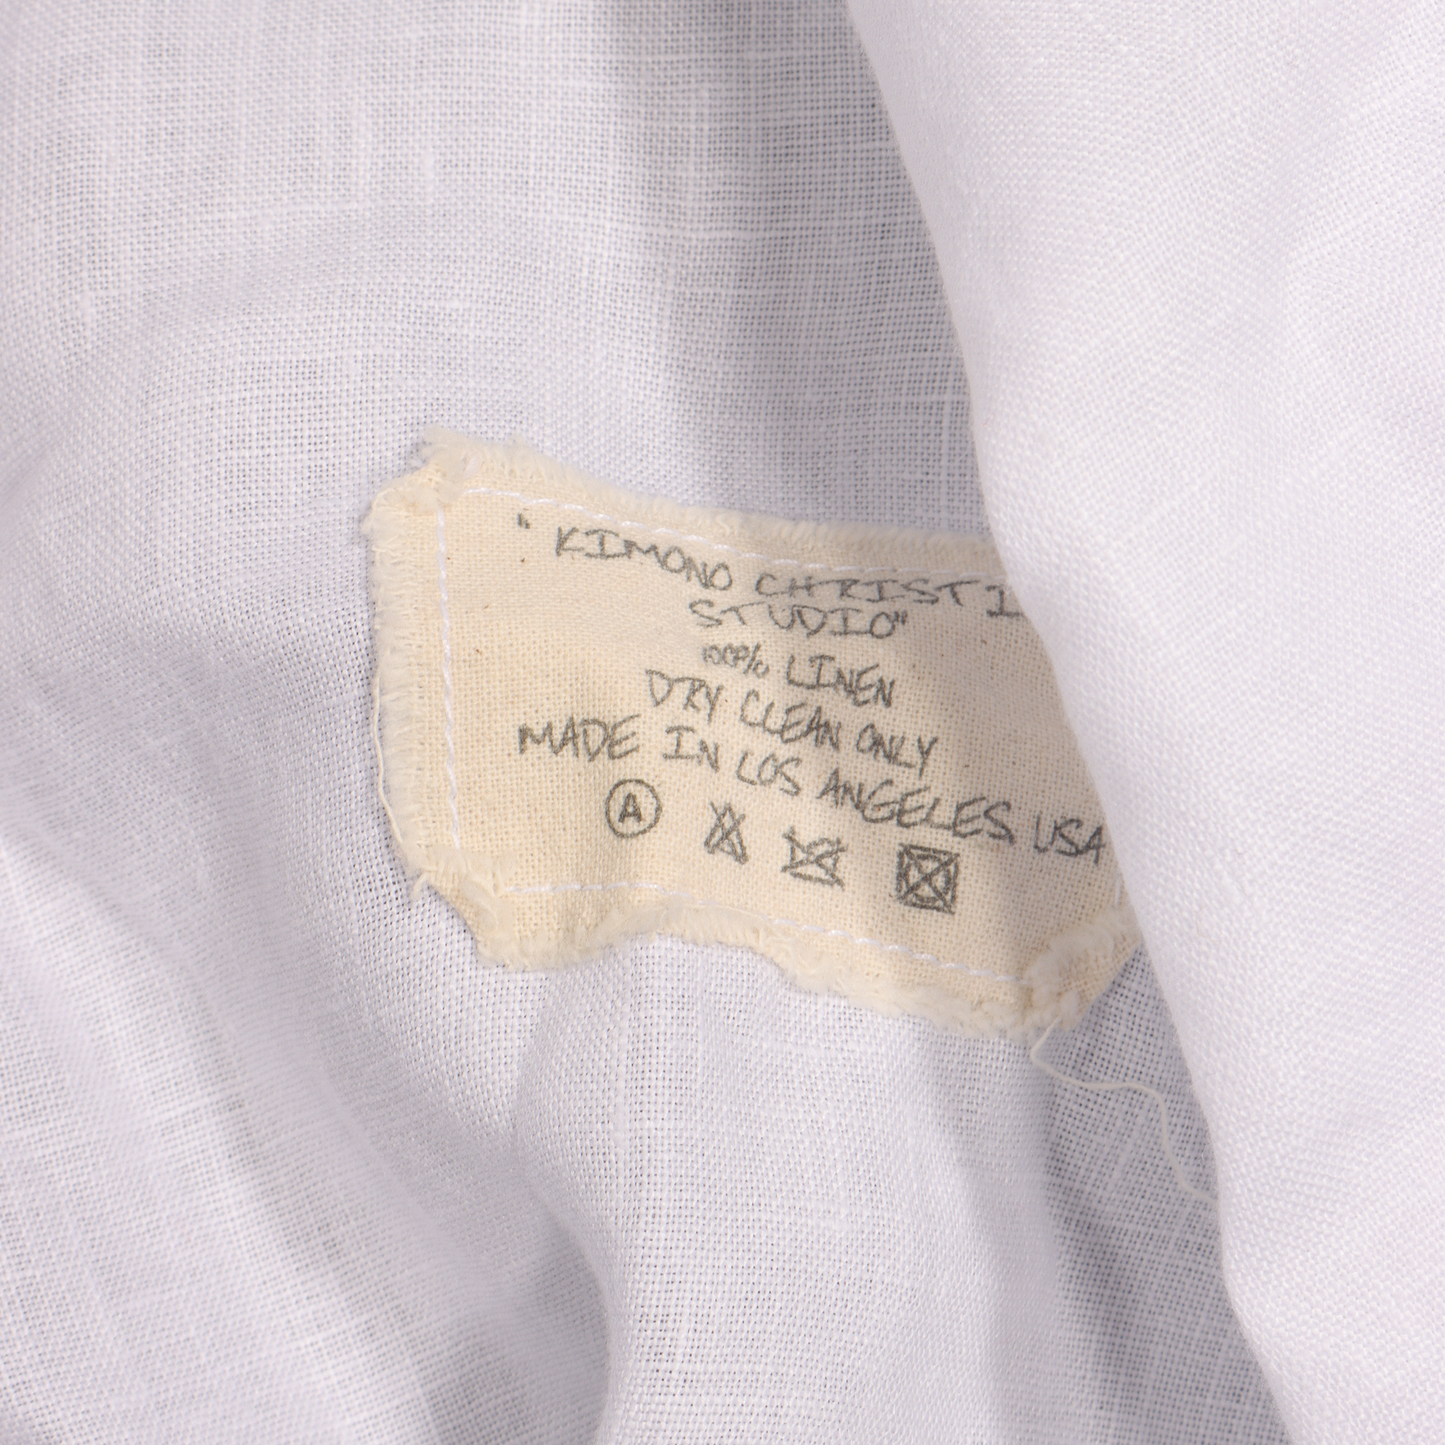 "KIMONO CHRISTI
STUDIO"
100% LINEN
DRY CLEAN ONLY
MADE IN LOS ANGELES USA
A